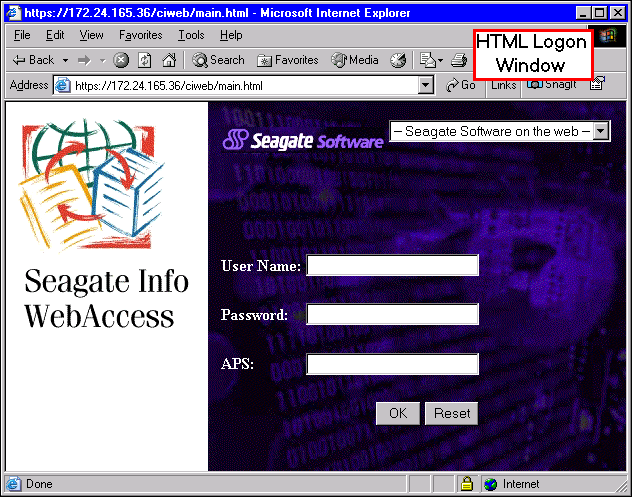 https://172.24.165.36/ciweb/main.html - Microsoft Internet Explorer
File Edit View Favorites Tools Help
HTML Logon
Window
Back Search Favorites Media
Address https://172.24.165.36/ciweb/main.html Go Links SnagIt
Seagate Software
-- Seagate Software on the web --
Seagate Info
WebAccess
User Name:
Password:
APS:
OK Reset
Done Internet